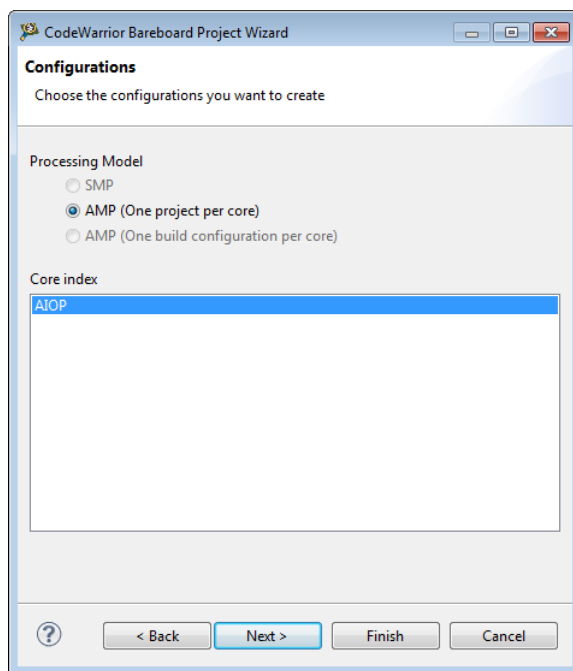 CodeWarrior Bareboard Project Wizard
Configurations
Choose the configurations you want to create
Processing Model
SMP
AMP (One project per core)
AMP (One build configuration per core)
Core index
AIOP
?
< Back Next > Finish Cancel